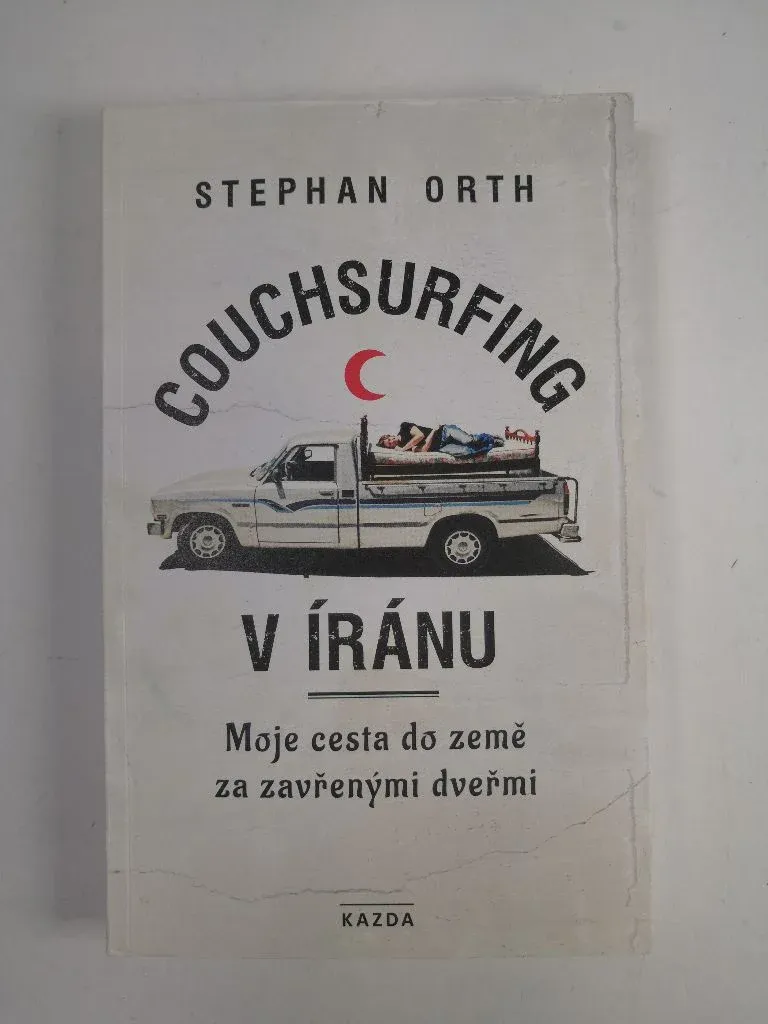 STEPHAN ORTH
COUCHSURFING
V ÍRÁNU
Moje cesta do země
za zavřenými dveřmi
KAZDA